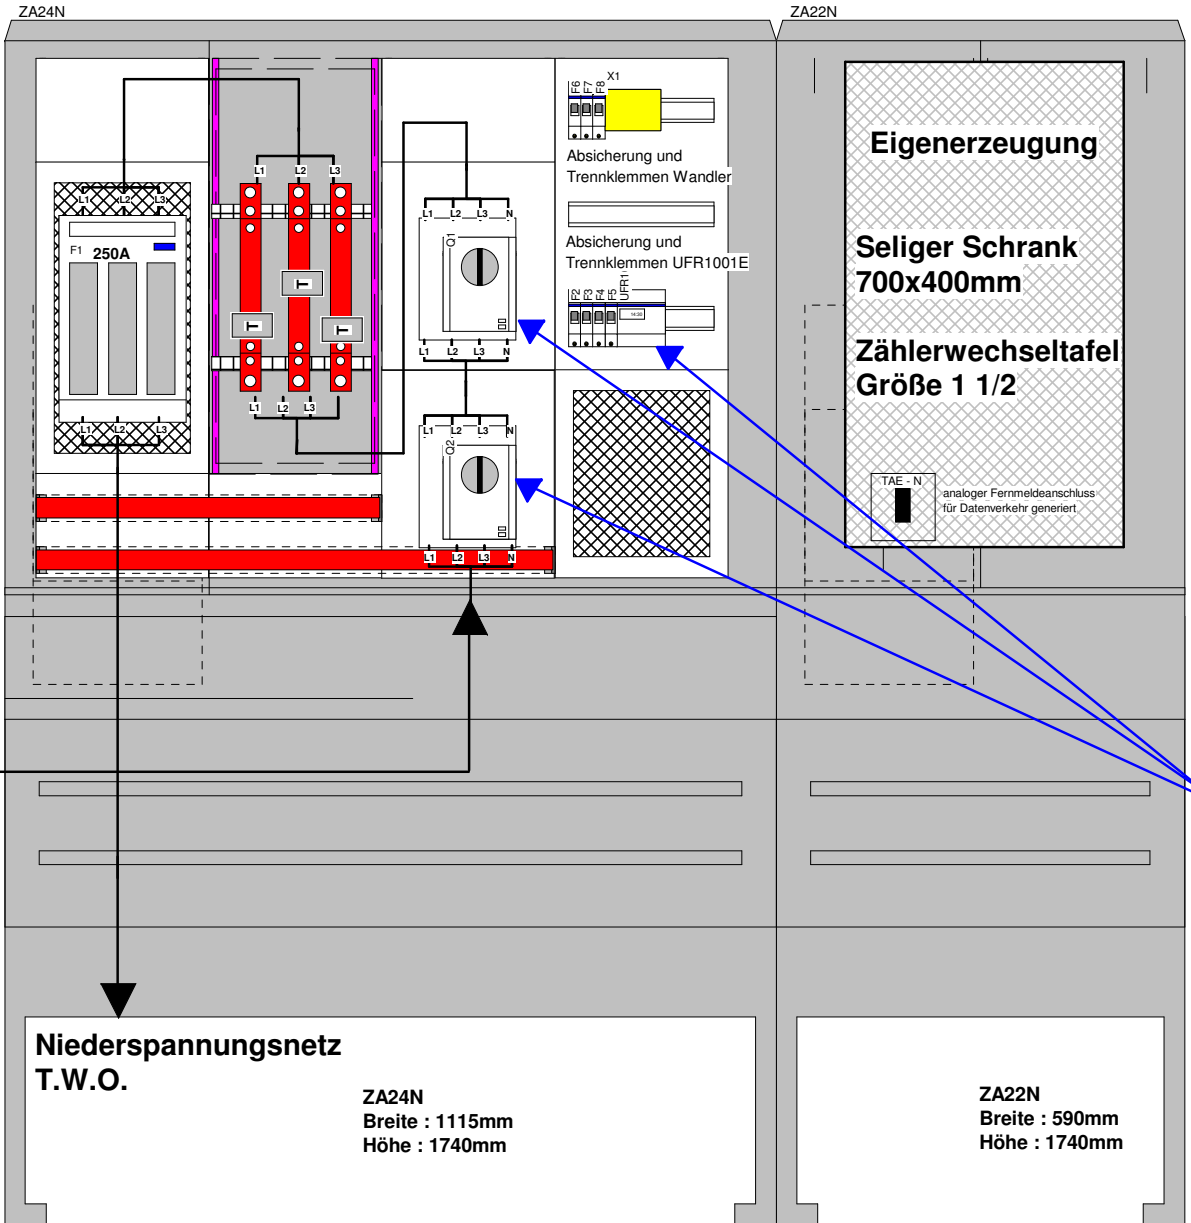 ZA24N
ZA22N
F6
F7
F8
X1
Absicherung und
Trennklemmen Wandler
Absicherung und
Trennklemmen UFR1001E
F2
F3
F4
F5
UFR1
14:30
L1 L2 L3
F1 250A
L1 L2 L3
L1 L2 L3
T
T
T
L1 L2 L3
L1 L2 L3 N
Q1
L1 L2 L3 N
L1 L2 L3 N
Q2
L1 L2 L3 N
Eigenerzeugung
Seliger Schrank
700x400mm
Zählerwechseltafel
Größe 1 1/2
TAE - N
analoger Fernmeldeanschluss
für Datenverkehr generiert
Niederspannungsnetz
T.W.O.
ZA24N
Breite : 1115mm
Höhe : 1740mm
ZA22N
Breite : 590mm
Höhe : 1740mm